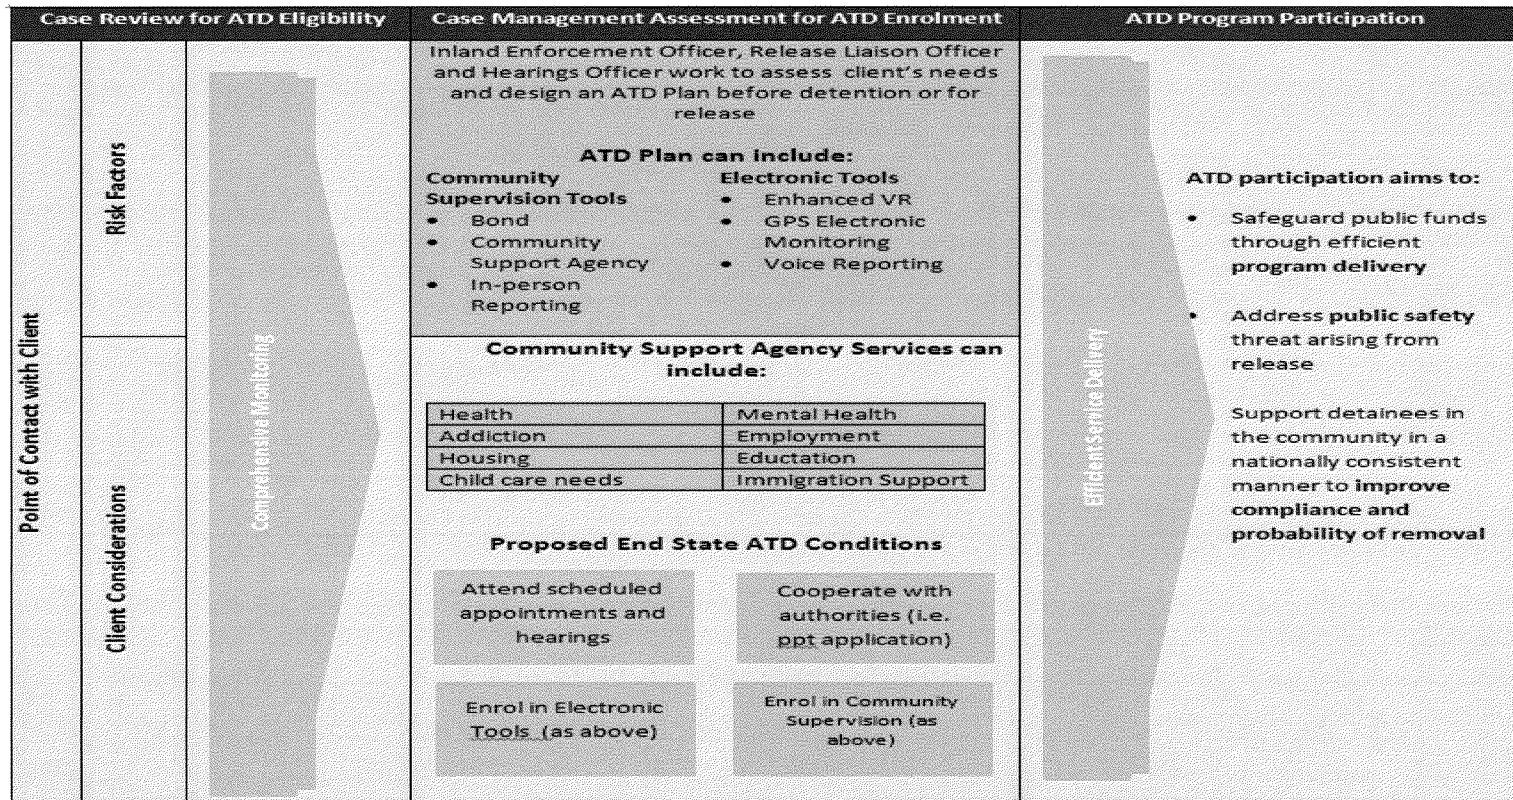 Case Review for ATD Eligibility
Case Management Assessment for ATD Enrolment
ATD Program Participation
Point of Contact with Client
Risk Factors
Client Considerations
Comprehensive Monitoring
Inland Enforcement Officer, Release Liaison Officer
and Hearings Officer work to assess client's needs
and design an ATD Plan before detention or for
release
ATD Plan can include:
Community
Supervision Tools
• Bond
• Community
Support Agency
• In-person
Reporting
Electronic Tools
• Enhanced VR
• GPS Electronic
Monitoring
• Voice Reporting
Community Support Agency Services can
include:
Health
Mental Health
Addiction
Employment
Housing
Eductation
Child care needs
Immigration Support
Proposed End State ATD Conditions
Attend scheduled
appointments and
hearings
Cooperate with
authorities (i.e.
ppt application)
Enrol in Electronic
Tools (as above)
Enrol in Community
Supervision (as
above)
Efficient Service Delivery
ATD participation aims to:
• Safeguard public funds
through efficient
program delivery
• Address public safety
threat arising from
release
Support detainees in
the community in a
nationally consistent
manner to improve
compliance and
probability of removal